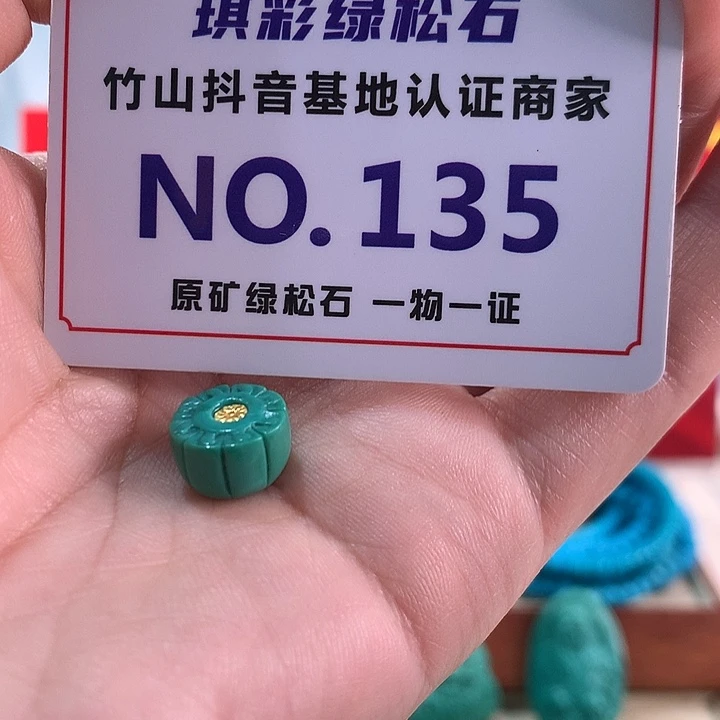 琪彩绿松石
竹山抖音基地认证商家
NO.135
原矿绿松石 一物一证